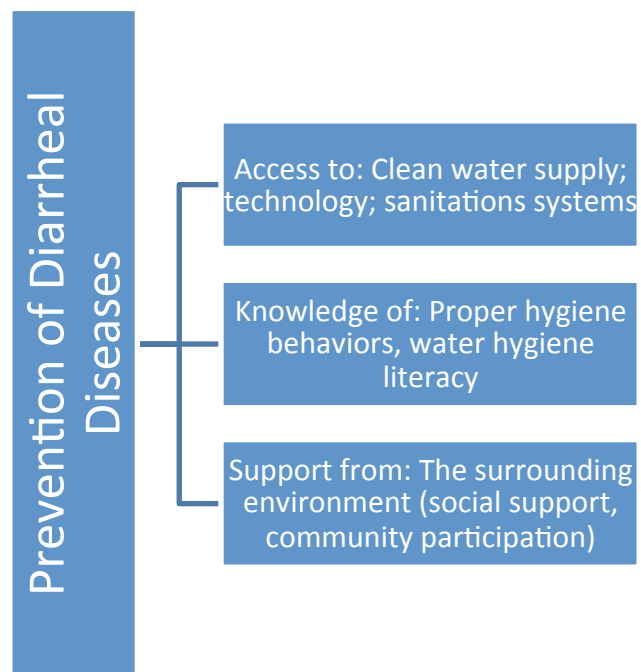 Prevention of Diarrheal
Diseases
Access to: Clean water supply;
technology; sanitations systems
Knowledge of: Proper hygiene
behaviors, water hygiene
literacy
Support from: The surrounding
environment (social support,
community participation)